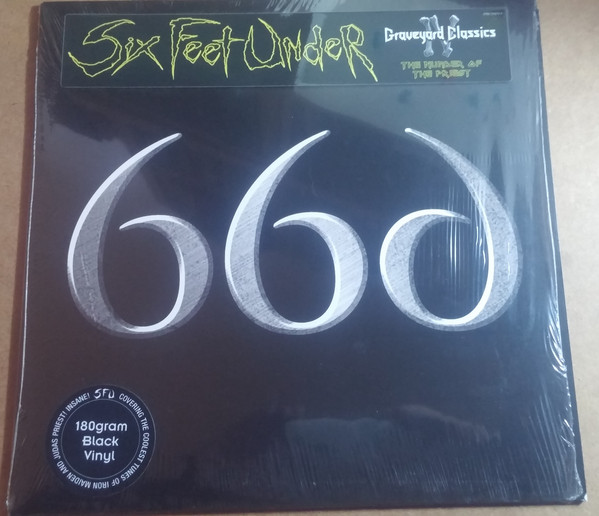 Six Feet Under
Graveyard Classics
IV
THE NUMBER OF
THE PRIEST
666
SFU COVERING THE COOLEST TUNES OF IRON MAIDEN AND JUDAS PRIEST! INSANE!
180gram
Black
Vinyl